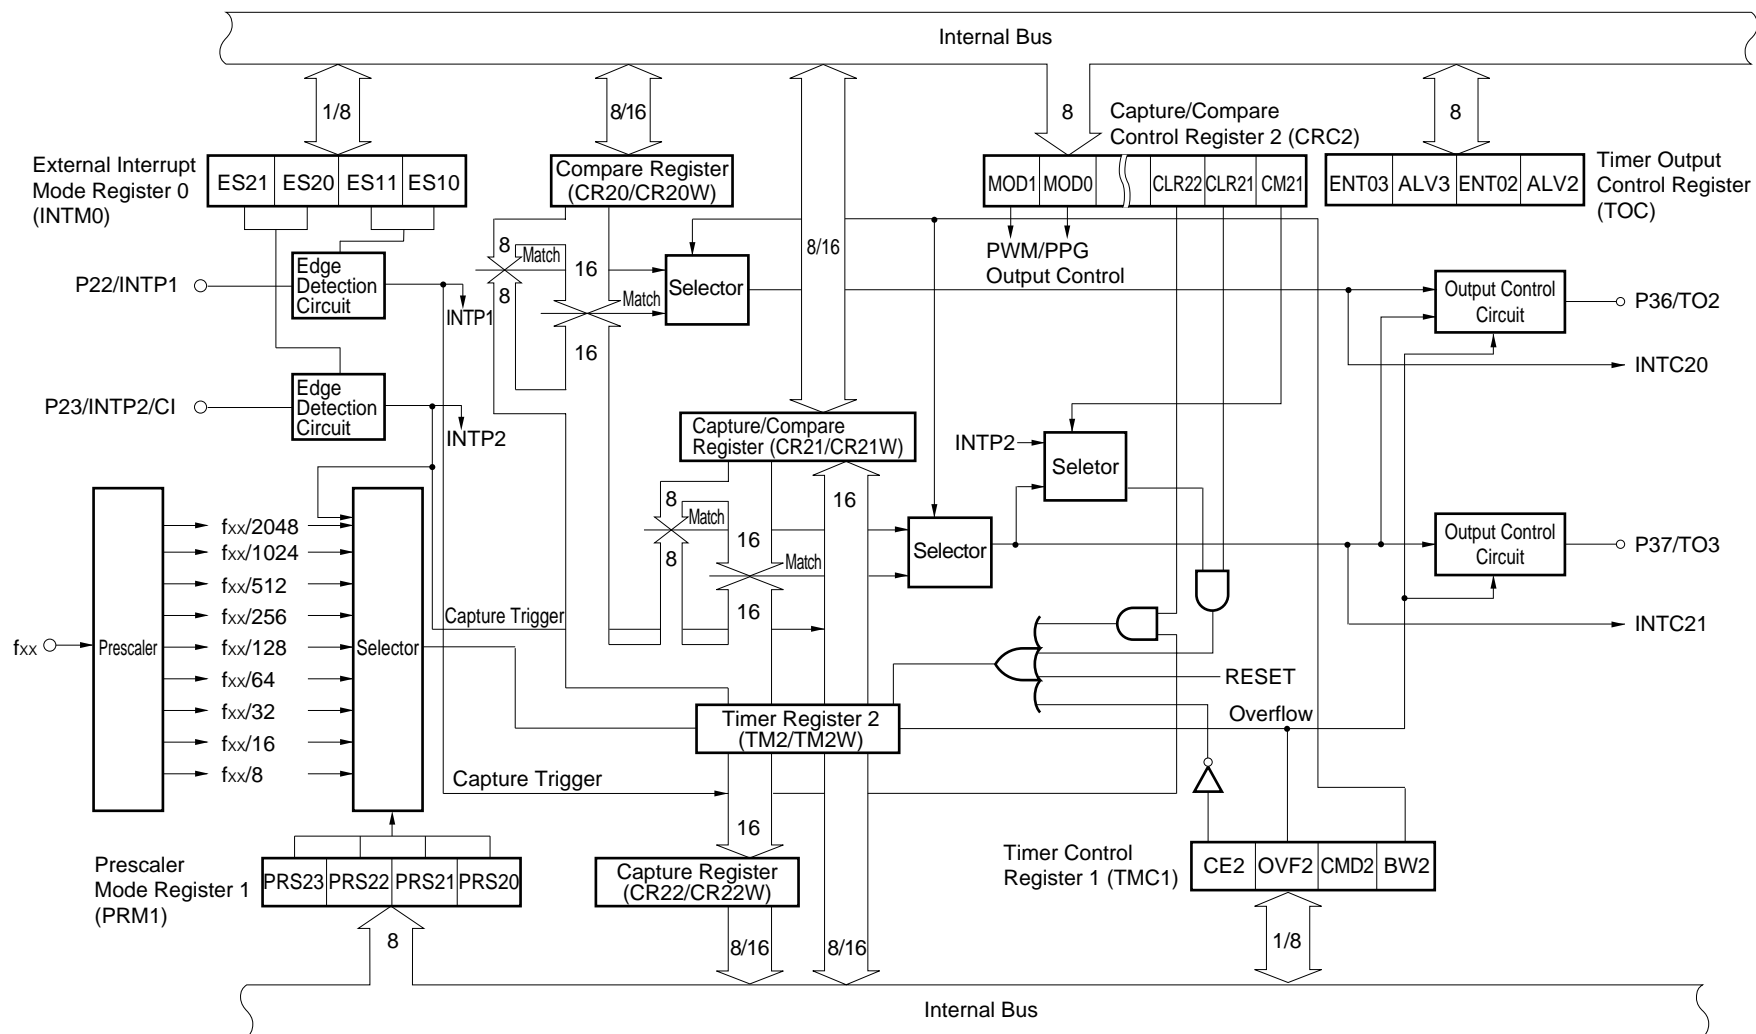 Internal Bus
1/8
8/16
8/16
8
8
External Interrupt
Mode Register 0
(INTM0)
ES21 ES20 ES11 ES10
Compare Register
(CR20/CR20W)
Capture/Compare
Control Register 2 (CRC2)
MOD1 MOD0 CLR22 CLR21 CM21
ENT03 ALV3 ENT02 ALV2
Timer Output
Control Register
(TOC)
PWM/PPG
Output Control
P22/INTP1
Edge
Detection
Circuit
INTP1
8
Match
8
16
Match
16
Selector
Output Control
Circuit
P36/TO2
INTC20
P23/INTP2/CI
Edge
Detection
Circuit
INTP2
Capture/Compare
Register (CR21/CR21W)
INTP2
Seletor
8
Match
8
16
Match
16
16
Selector
Output Control
Circuit
P37/TO3
INTC21
fxx
Prescaler
fxx/2048
fxx/1024
fxx/512
fxx/256
fxx/128
fxx/64
fxx/32
fxx/16
fxx/8
Selector
Capture Trigger
RESET
Timer Register 2
(TM2/TM2W)
Overflow
Capture Trigger
16
Prescaler
Mode Register 1
(PRM1)
PRS23 PRS22 PRS21 PRS20
Capture Register
(CR22/CR22W)
Timer Control
Register 1 (TMC1)
CE2 OVF2 CMD2 BW2
8
8/16
8/16
1/8
Internal Bus